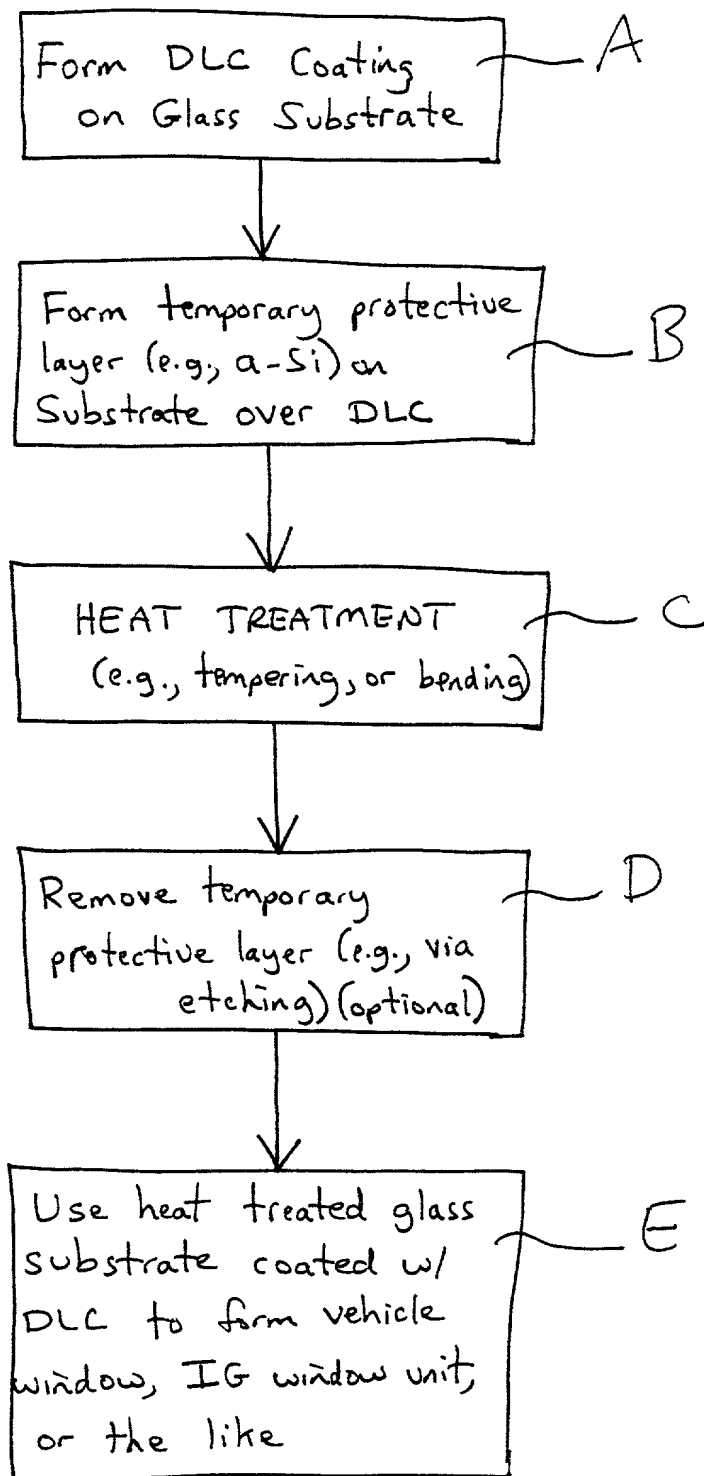 Form DLC Coating
on Glass Substrate
A
Form temporary protective
layer (e.g., a-Si) on
Substrate over DLC
B
HEAT TREATMENT
(e.g., tempering, or bending)
C
Remove temporary
protective layer (e.g., via
etching) (optional)
D
Use heat treated glass
substrate coated w/
DLC to form vehicle
window, IG window unit,
or the like
E